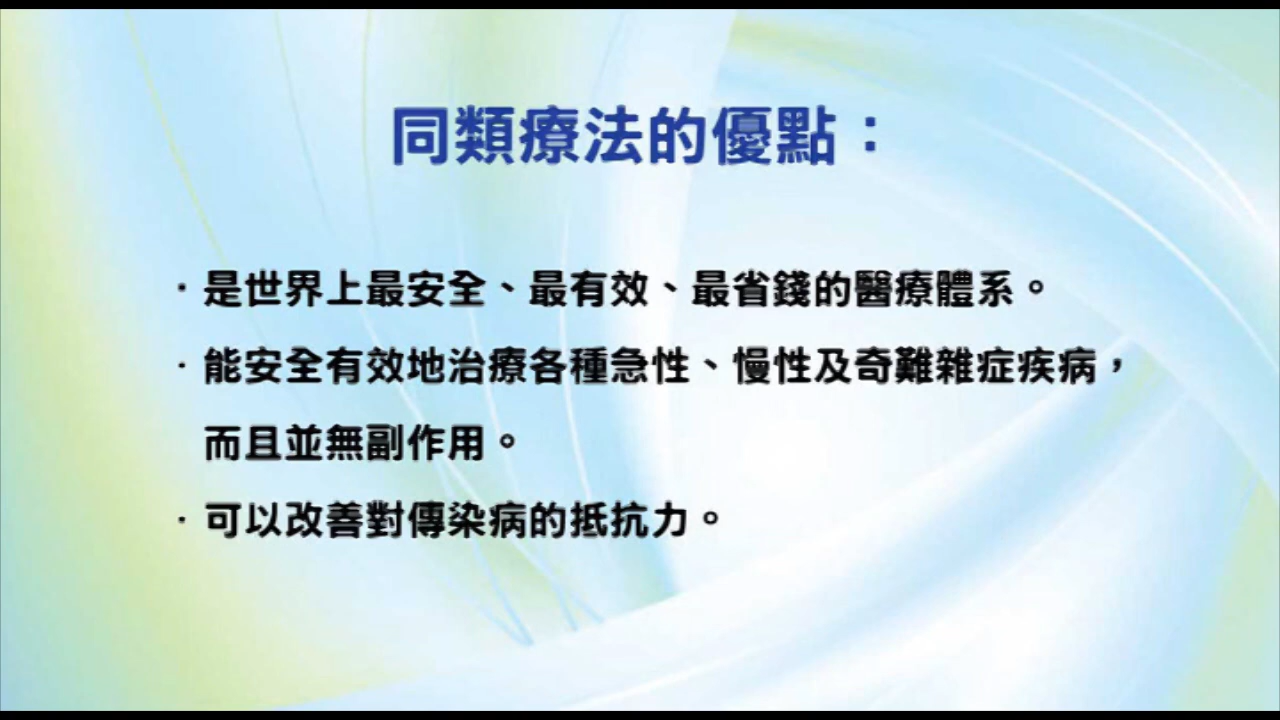 同類療法的優點：
·是世界上最安全、最有效、最省錢的醫療體系。
·能安全有效地治療各種急性、慢性及奇難雜症疾病，
而且並無副作用。
·可以改善對傳染病的抵抗力。